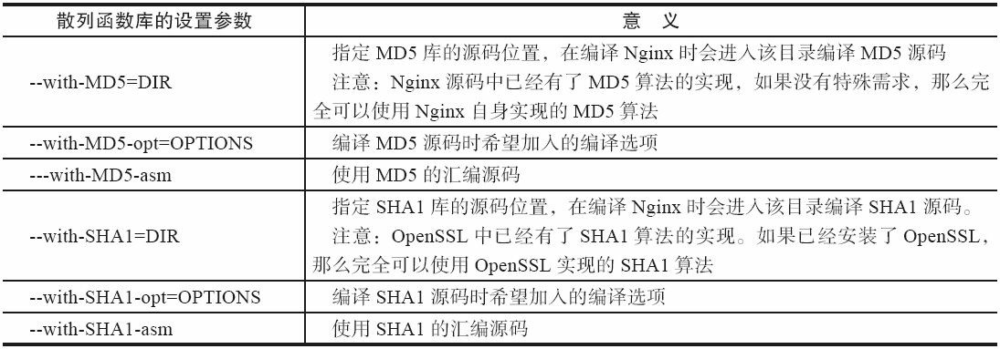 散列函数库的设置参数 意 义
指定 MD5 库的源码位置，在编译 Nginx 时会进入该目录编译 MD5 源码
--with-MD5=DIR
注意：Nginx 源码中已经有了 MD5 算法的实现，如果没有特殊需求，那么完
全可以使用 Nginx 自身实现的 MD5 算法
--with-MD5-opt=OPTIONS 编译 MD5 源码时希望加入的编译选项
---with-MD5-asm 使用 MD5 的汇编源码
指定 SHA1 库的源码位置，在编译 Nginx 时会进入该目录编译 SHA1 源码。
--with-SHA1=DIR
注意：OpenSSL 中已经有了 SHA1 算法的实现。如果已经安装了 OpenSSL，
那么完全可以使用 OpenSSL 实现的 SHA1 算法
--with-SHA1-opt=OPTIONS 编译 SHA1 源码时希望加入的编译选项
--with-SHA1-asm 使用 SHA1 的汇编源码